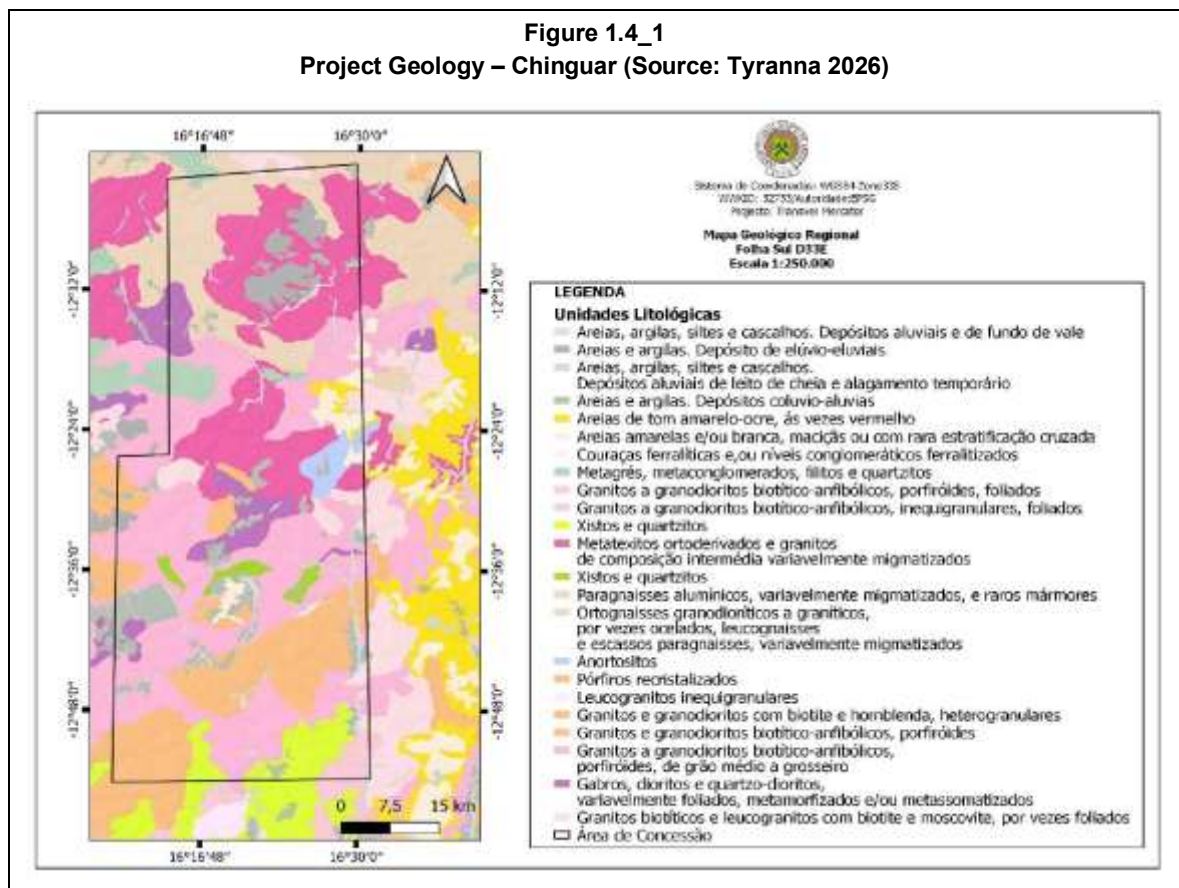 Figure 1.4_1
Project Geology – Chinguar (Source: Tyranna 2026)
16°16'48"
16°30'0"
-12°12'0"
-12°12'0"
-12°24'0"
-12°24'0"
-12°36'0"
-12°36'0"
-12°48'0"
-12°48'0"
0 7,5 15 km
16°16'48"
16°30'0"
Sistema de Coordenadas:
Projecto: Transvel Mercator
Mapa Geológico Regional
Folha Sul D33E
Escala 1:250.000
LEGENDA
Unidades Litológicas
Areias, argilas, siltes e cascalhos. Depósitos aluviais e de fundo de vale
Areias e argilas. Depósito de elúvio-eluviais
Areias, argilas, siltes e cascalhos.
Depósitos aluviais de leito de cheia e alagamento temporário
Areias e argilas. Depósitos coluvio-aluvias
Areias de tom amarelo-ocre, ás vezes vermelho
Areias amarelas e/ou branca, maciças ou com rara estratificação cruzada
Couraças ferralíticas e,ou níveis conglomeráticos ferralitizados
Metagrés, metaconglomerados, filitos e quartzitos
Granitos a granodioritos biotítico-anfibólicos, porfiróides, foliados
Granitos a granodioritos biotítico-anfibólicos, inequigranulares, foliados
Xistos e quartzitos
Metatexitos ortoderivados e granitos
de composição intermédia variavelmente migmatizados
Xistos e quartzitos
Paragnaisses alumínicos, variavelmente migmatizados, e raros mármores
Ortognaisses granodioríticos a graníticos,
por vezes ocelados, leucognaisses
e escassos paragnaisses, variavelmente migmatizados
Anortositos
Pórfiros recristalizados
Leucogranitos inequigranulares
Granitos e granodioritos com biotite e hornblenda, heterogranulares
Granitos e granodioritos biotítico-anfibólicos, porfiróides
Granitos a granodioritos biotítico-anfibólicos,
porfiróides, de grão médio a grosseiro
Gabros, dioritos e quartzo-dioritos,
variavelmente foliados, metamorfizados e/ou metassomatizados
Granitos biotíticos e leucogranitos com biotite e moscovite, por vezes foliados
Área de Concessão